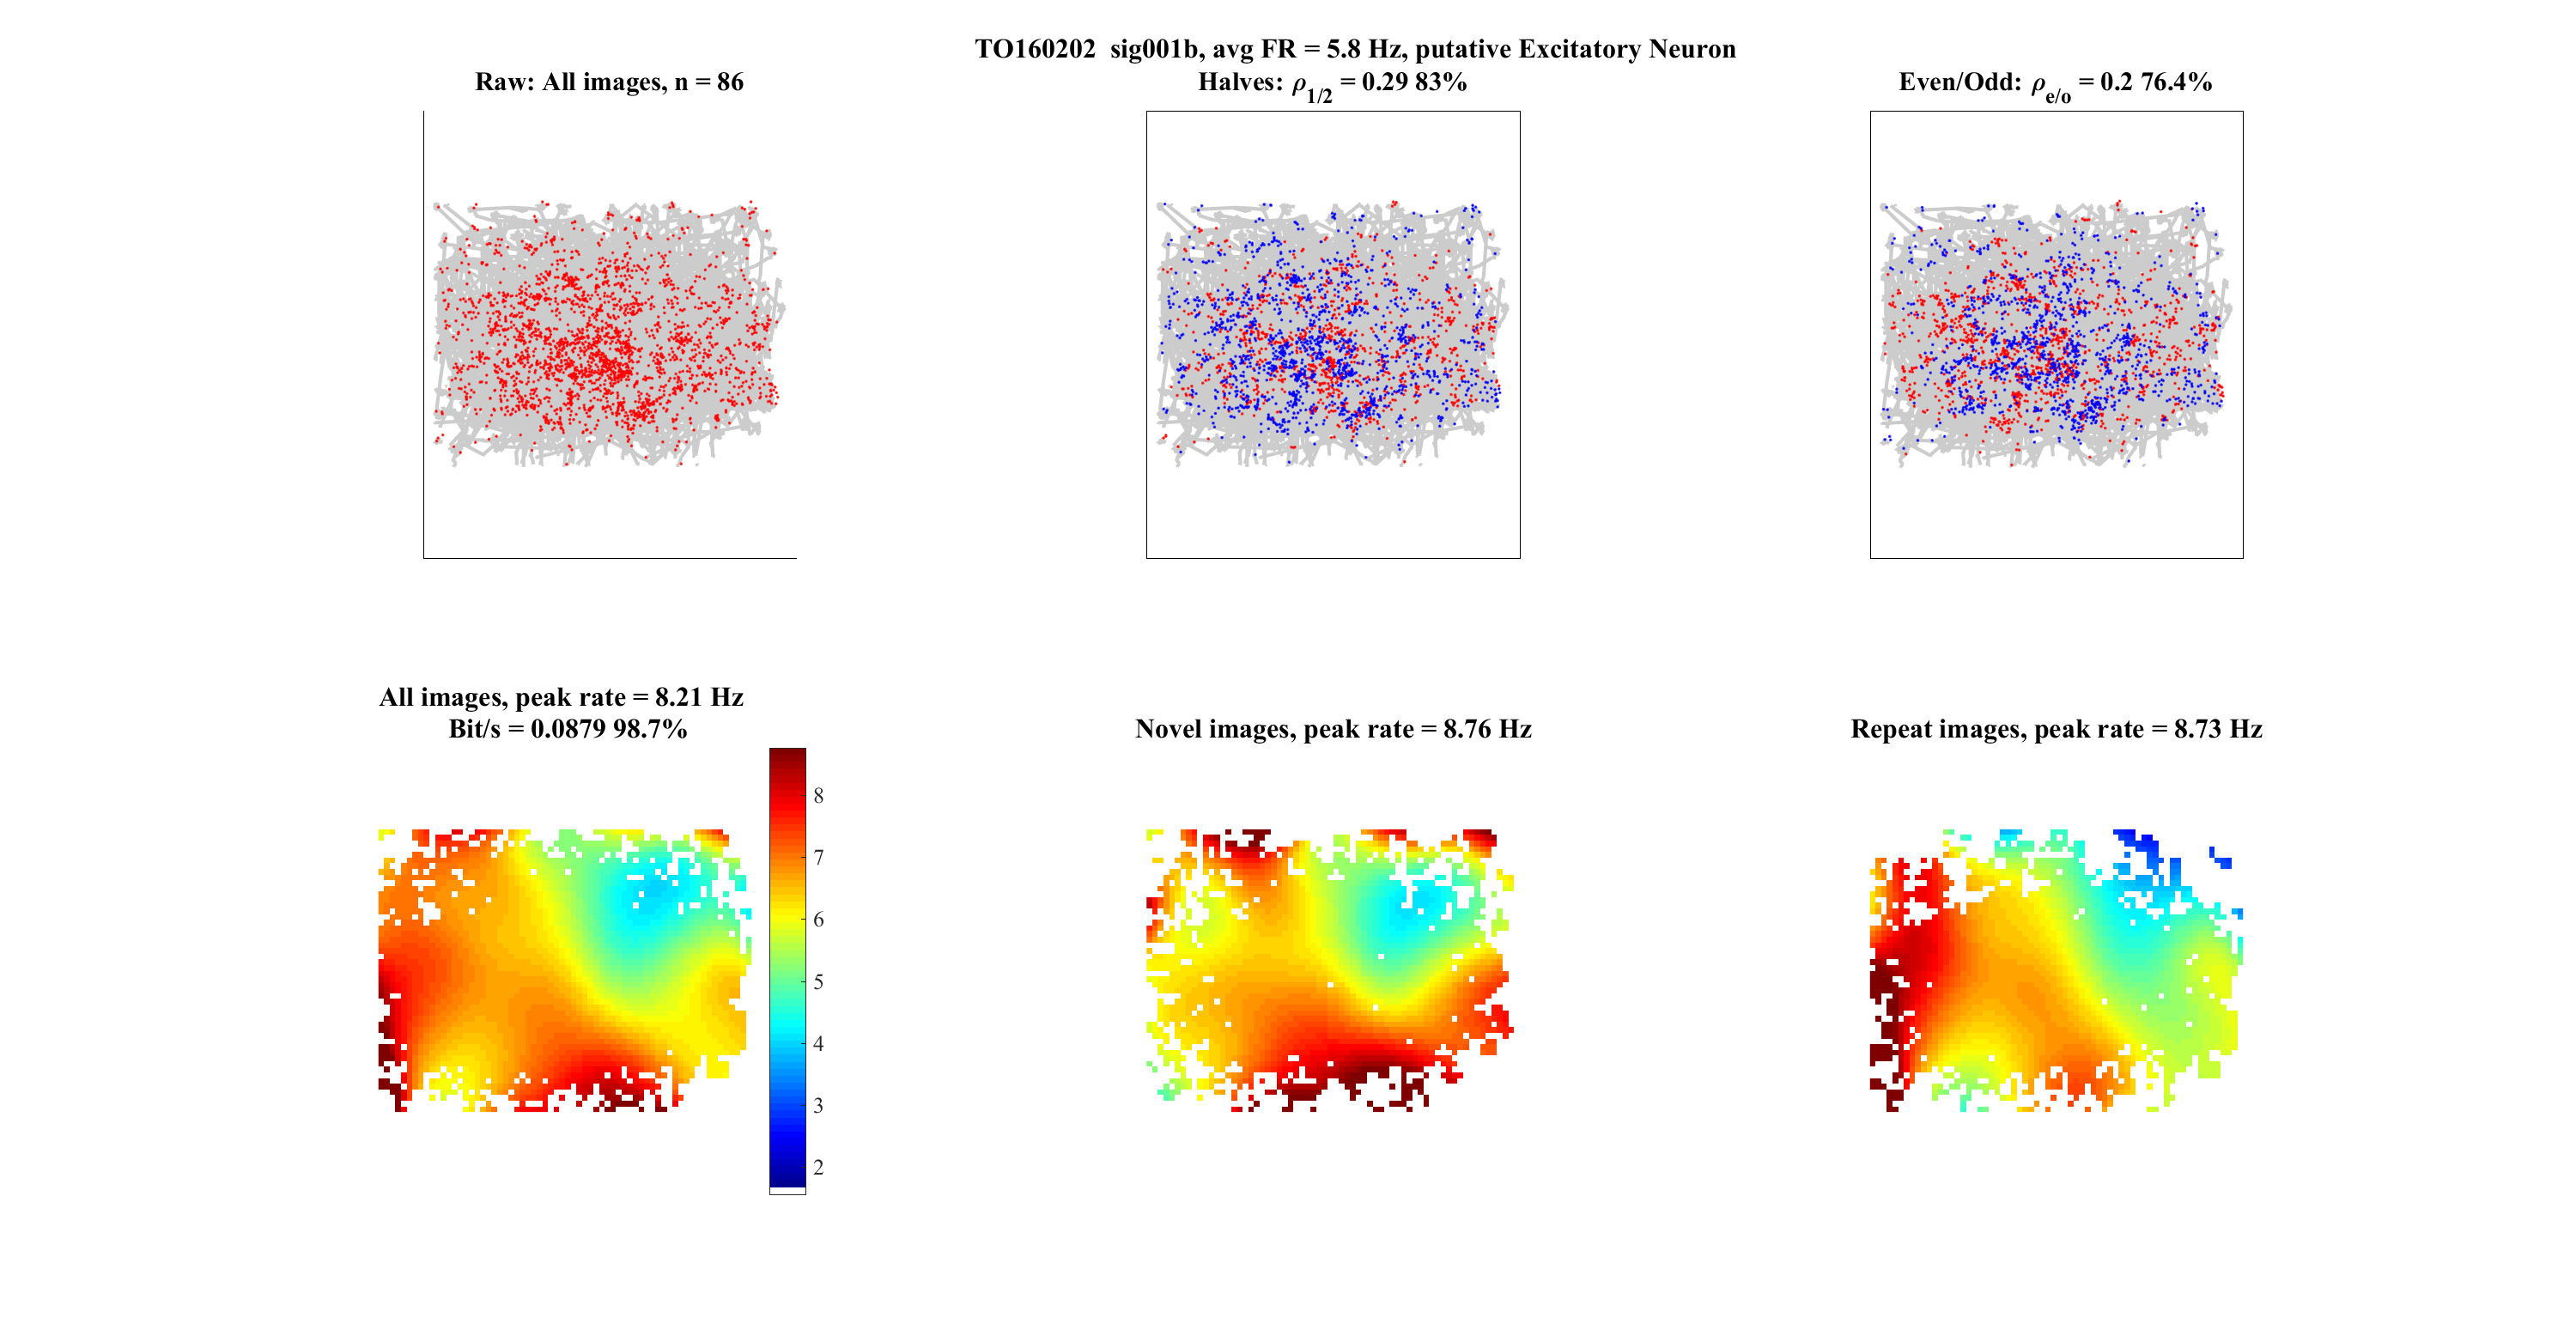 TO160202  sig001b, avg FR = 5.8 Hz, putative Excitatory Neuron
Raw: All images, n = 86
Halves: ρ1/2 = 0.29 83%
Even/Odd: ρe/o = 0.2 76.4%
All images, peak rate = 8.21 Hz
Bit/s = 0.0879 98.7%
Novel images, peak rate = 8.76 Hz
Repeat images, peak rate = 8.73 Hz
8
7
6
5
4
3
2